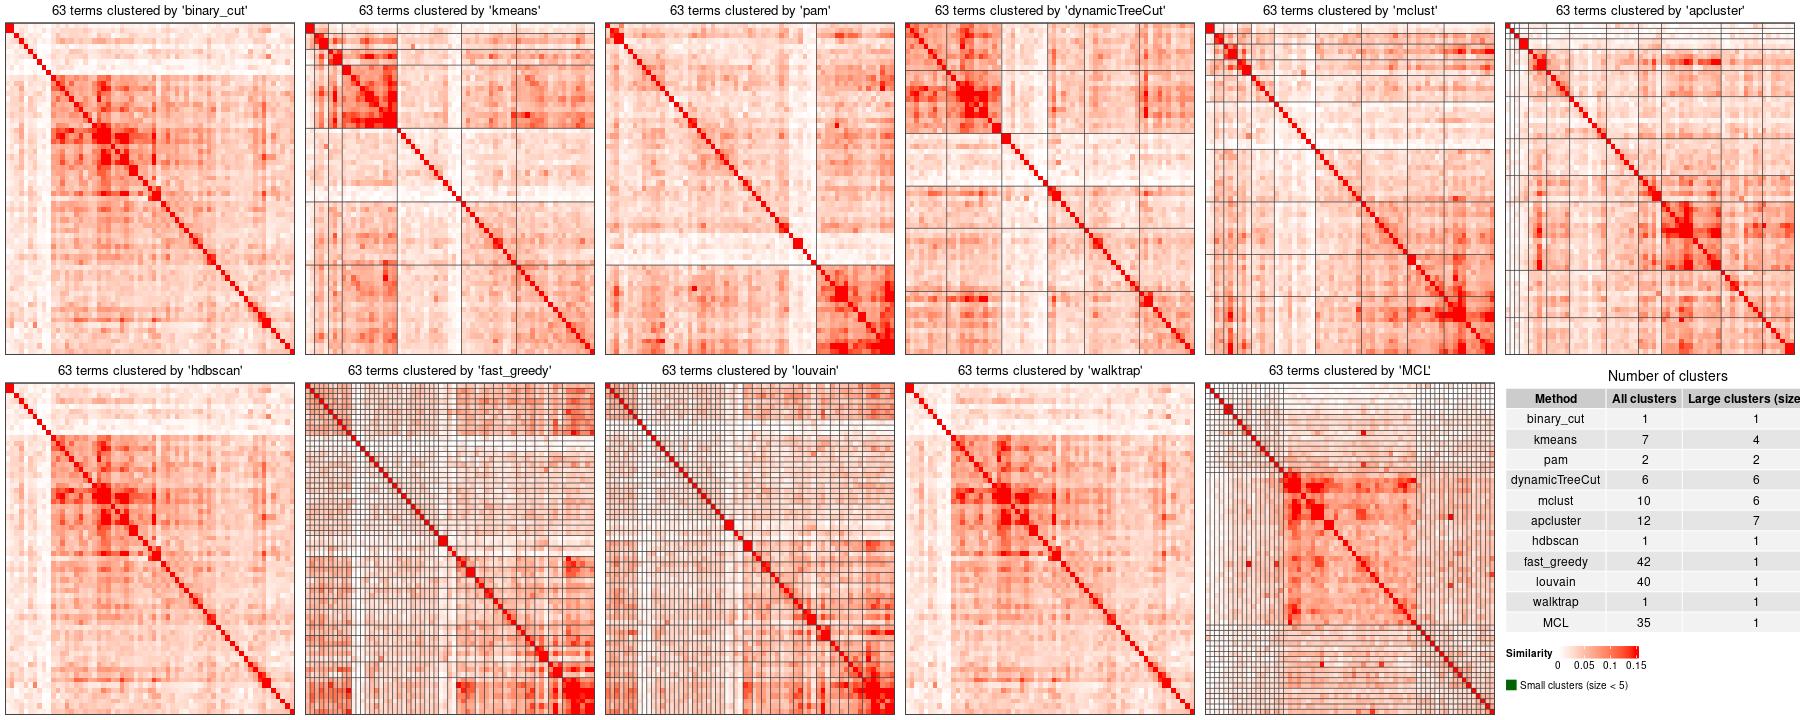 63 terms clustered by 'binary_cut'
63 terms clustered by 'kmeans'
63 terms clustered by 'pam'
63 terms clustered by 'dynamicTreeCut'
63 terms clustered by 'mclust'
63 terms clustered by 'apcluster'
63 terms clustered by 'hdbscan'
63 terms clustered by 'fast_greedy'
63 terms clustered by 'louvain'
63 terms clustered by 'walktrap'
63 terms clustered by 'MCL'
Number of clusters
Method All clusters Large clusters (size
binary_cut 1 1
kmeans 7 4
pam 2 2
dynamicTreeCut 6 6
mclust 10 6
apcluster 12 7
hdbscan 1 1
fast_greedy 42 1
louvain 40 1
walktrap 1 1
MCL 35 1
Similarity
0 0.05 0.1 0.15
Small clusters (size < 5)